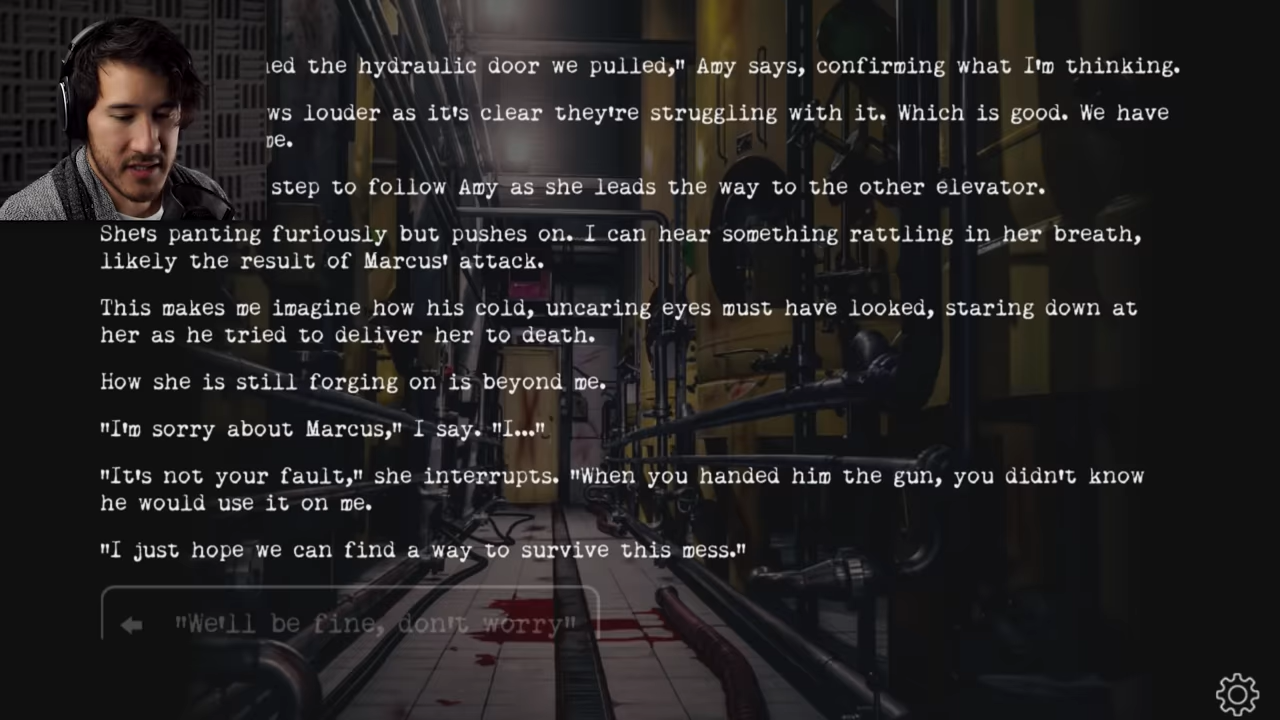 ed the hydraulic door we pulled," Amy says, confirming what I'm thinking.
ws louder as it's clear they're struggling with it. Which is good. We have
me.
step to follow Amy as she leads the way to the other elevator.
She's panting furiously but pushes on. I can hear something rattling in her breath,
likely the result of Marcus' attack.
This makes me imagine how his cold, uncaring eyes must have looked, staring down at
her as he tried to deliver her to death.
How she is still forging on is beyond me.
"I'm sorry about Marcus," I say. "I..."
"It's not your fault," she interrupts. "When you handed him the gun, you didn't know
he would use it on me.
"I just hope we can find a way to survive this mess."
"We'll be fine, don't worry"